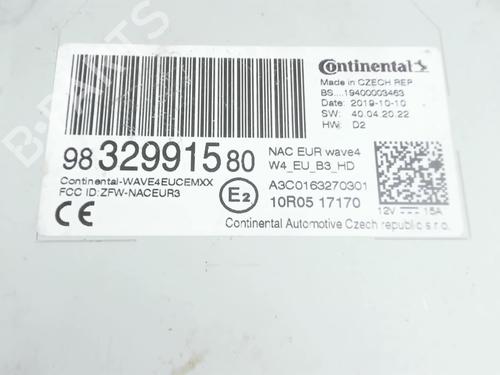 Continental
Made in CZECH REP
BS....19400003463
Date: 2019-10-10
SW: 40.04.20.22
HW: D2
98 329915 80
NAC EUR wave4
W4_EU_B3_HD
Continental-WAVE4EUCEMXX
FCC ID:ZFW-NACEUR3
CE
E2
A3C0163270301
10R05 17170
12V 15A
Continental Automotive Czech republic s.r.o.
B-PARTS